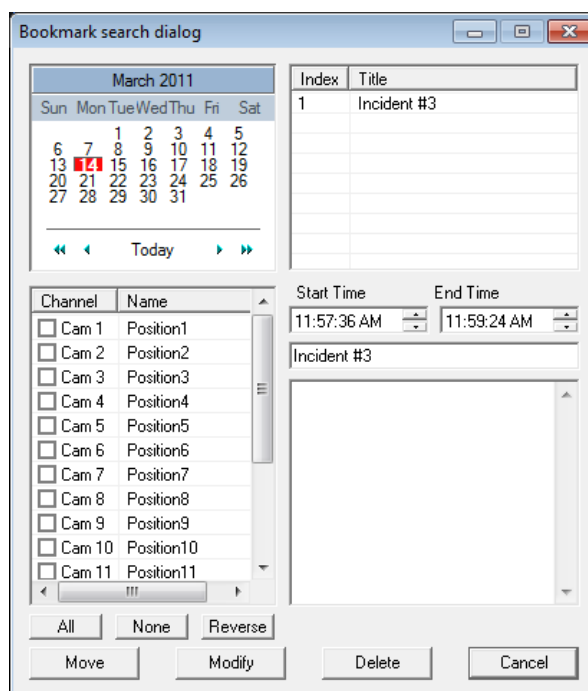 Bookmark search dialog
March 2011
Sun Mon Tue Wed Thu Fri Sat
1 2 3 4 5
6 7 8 9 10 11 12
13 14 15 16 17 18 19
20 21 22 23 24 25 26
27 28 29 30 31
Today
Index Title
1 Incident #3
Channel Name
Cam 1 Position1
Cam 2 Position2
Cam 3 Position3
Cam 4 Position4
Cam 5 Position5
Cam 6 Position6
Cam 7 Position7
Cam 8 Position8
Cam 9 Position9
Cam 10 Position10
Cam 11 Position11
Start Time End Time
11:57:36 AM 11:59:24 AM
Incident #3
All None Reverse
Move Modify Delete Cancel